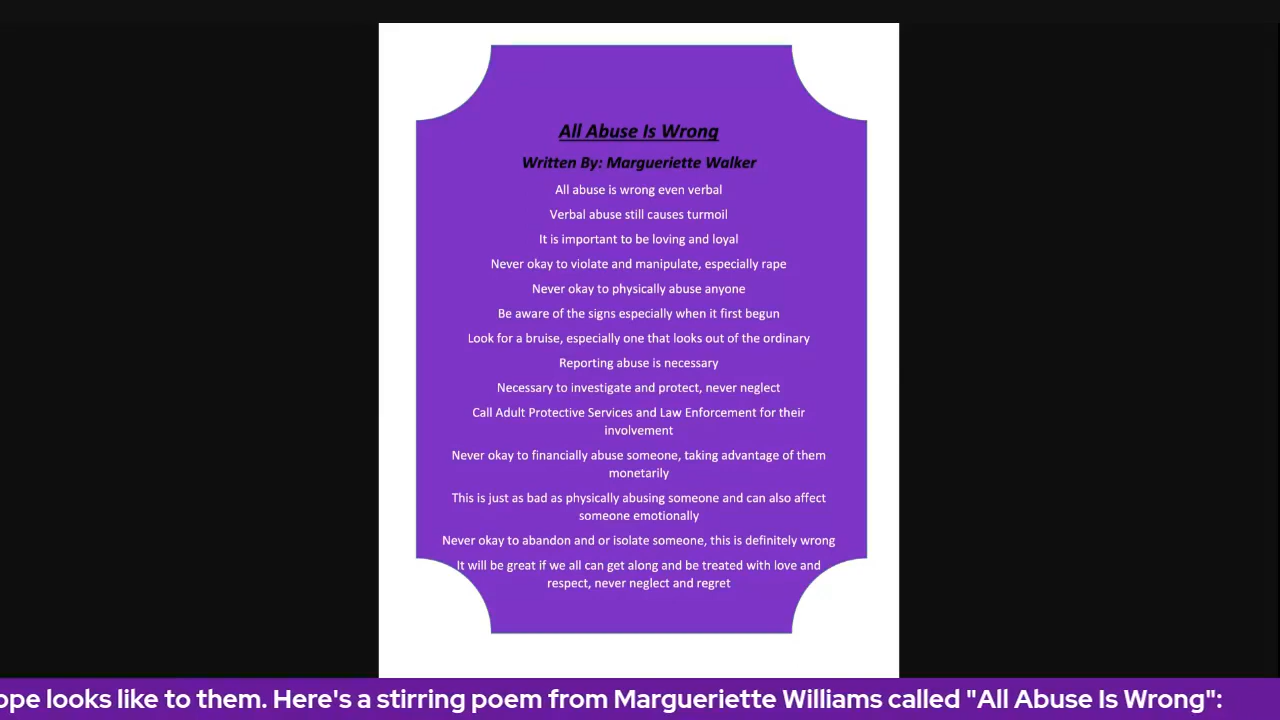 All Abuse Is Wrong
Written By: Margueriette Walker
All abuse is wrong even verbal
Verbal abuse still causes turmoil
It is important to be loving and loyal
Never okay to violate and manipulate, especially rape
Never okay to physically abuse anyone
Be aware of the signs especially when it first begun
Look for a bruise, especially one that looks out of the ordinary
Reporting abuse is necessary
Necessary to investigate and protect, never neglect
Call Adult Protective Services and Law Enforcement for their
involvement
Never okay to financially abuse someone, taking advantage of them
monetarily
This is just as bad as physically abusing someone and can also affect
someone emotionally
Never okay to abandon and or isolate someone, this is definitely wrong
It will be great if we all can get along and be treated with love and
respect, never neglect and regret
ope looks like to them. Here's a stirring poem from Margueriette Williams called "All Abuse Is Wrong":